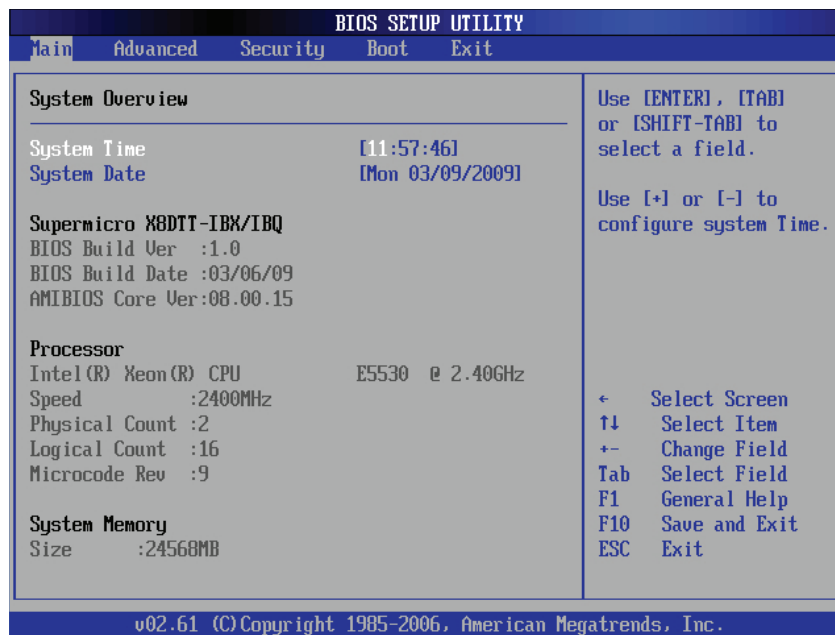 BIOS SETUP UTILITY
Main Advanced Security Boot Exit
System Overview
System Time [11:57:46]
System Date [Mon 03/09/2009]
Supermicro X8DTT-IBX/IBQ
BIOS Build Ver :1.0
BIOS Build Date :03/06/09
AMIBIOS Core Ver:08.00.15
Processor
Intel(R) Xeon(R) CPU E5530 @ 2.40GHz
Speed :2400MHz
Physical Count :2
Logical Count :16
Microcode Rev :9
System Memory
Size :24568MB
Use [ENTER], [TAB]
or [SHIFT-TAB] to
select a field.
Use [+] or [-] to
configure system Time.
← Select Screen
↑↓ Select Item
+- Change Field
Tab Select Field
F1 General Help
F10 Save and Exit
ESC Exit
v02.61 (C)Copyright 1985-2006, American Megatrends, Inc.